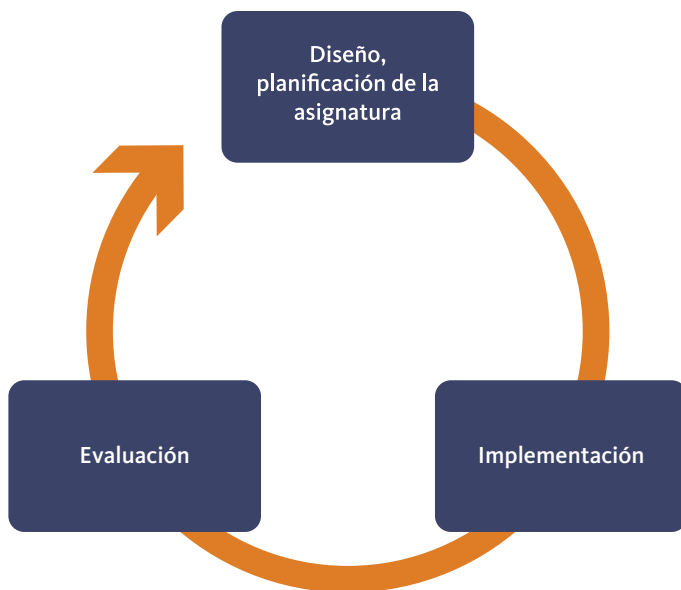 Diseño,
planificación de la
asignatura
Evaluación
Implementación